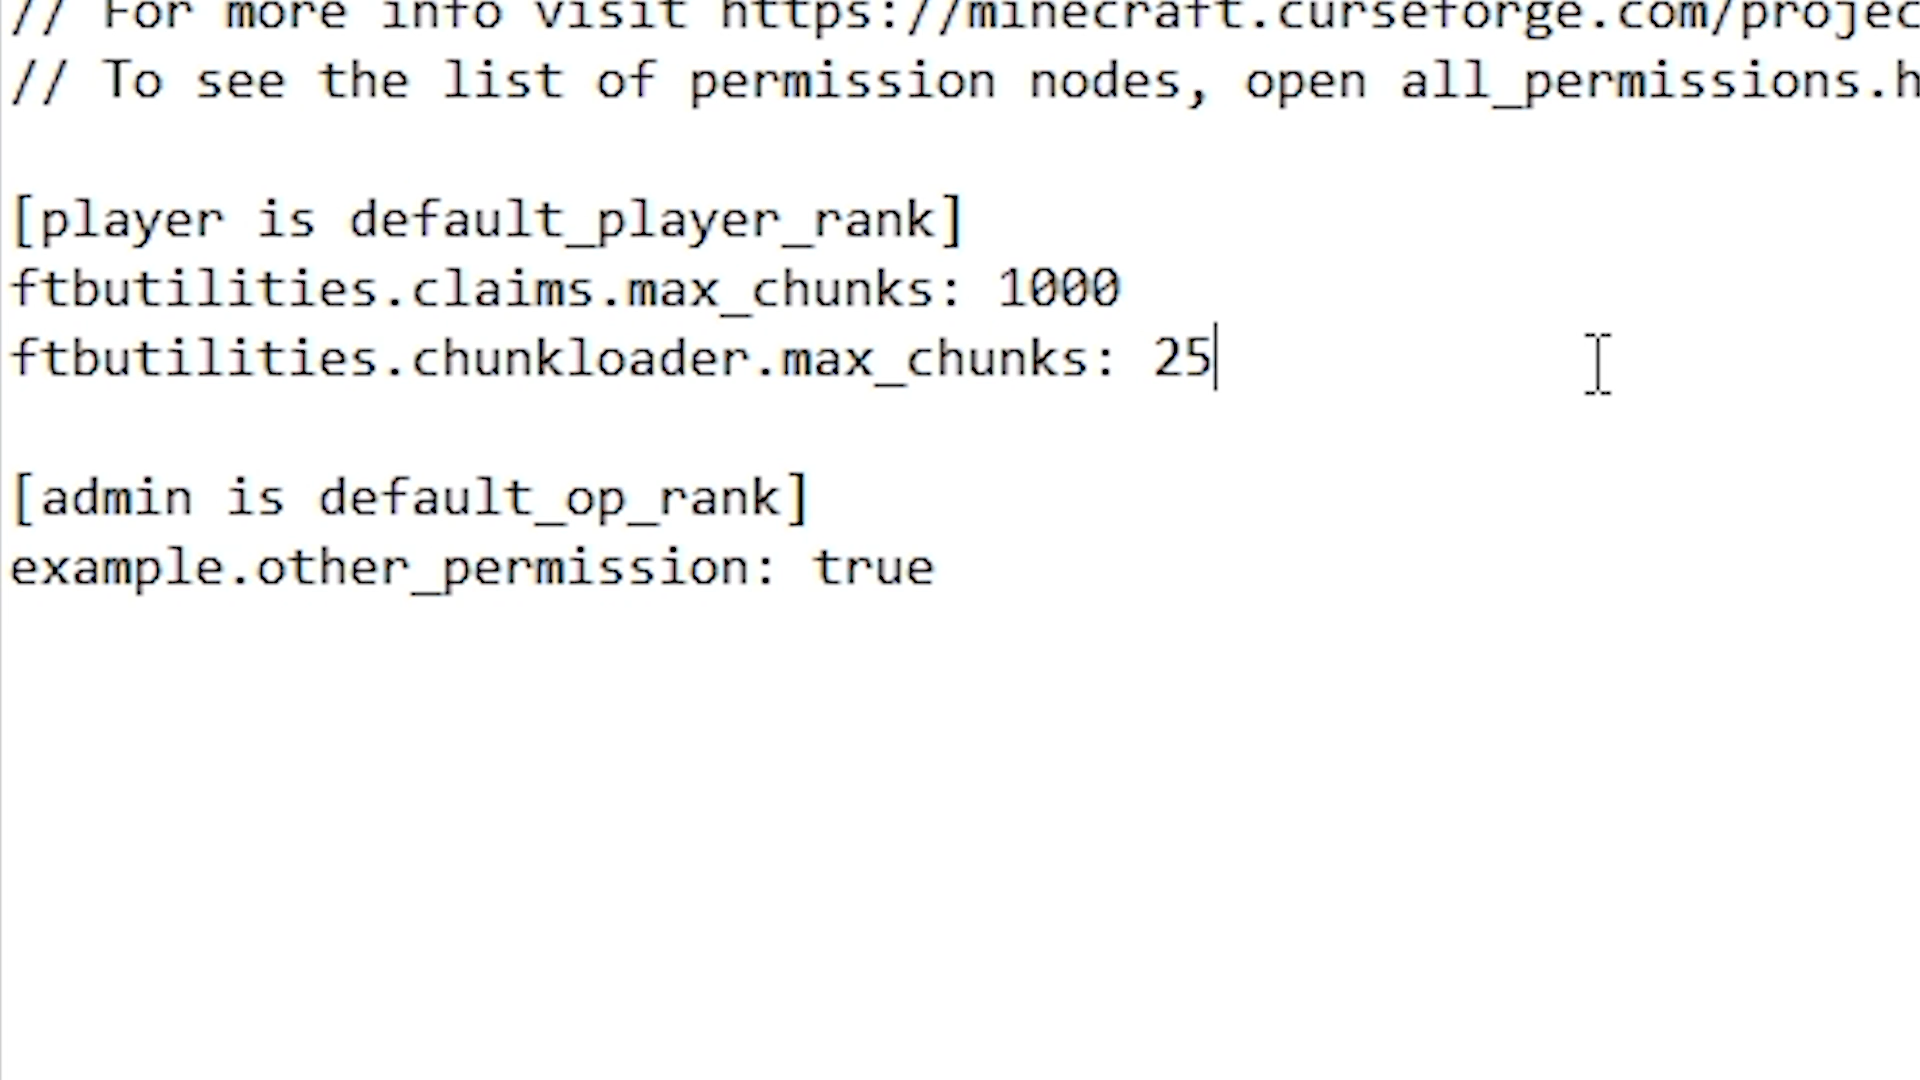 // For more info visit https://minecraft.curseforge.com/projec
// To see the list of permission nodes, open all_permissions.h
[player is default_player_rank]
ftbutilities.claims.max_chunks: 1000
ftbutilities.chunkloader.max_chunks: 25
[admin is default_op_rank]
example.other_permission: true